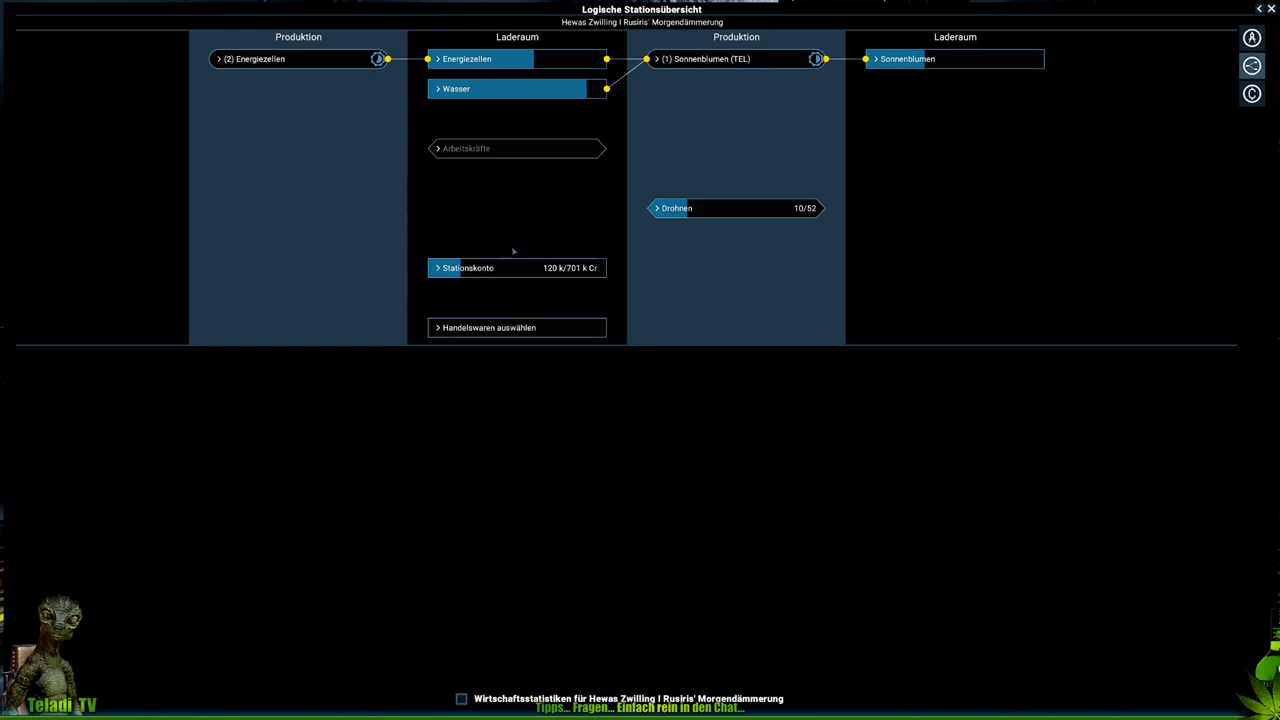 Logische Stationsübersicht
Hewas Zwilling I Rusiris' Morgendämmerung
Produktion
Laderaum
Produktion
Laderaum
(2) Energiezellen
Energiezellen
(1) Sonnenblumen (TEL)
Sonnenblumen
Wasser
Arbeitskräfte
Drohnen 10/52
Stationskonto 120 k/701 k Cr
Handelswaren auswählen
Wirtschaftsstatistiken für Hewas Zwilling I Rusiris' Morgendämmerung
Teladi_TV
Tipps... Fragen... Einfach rein in den Chat...